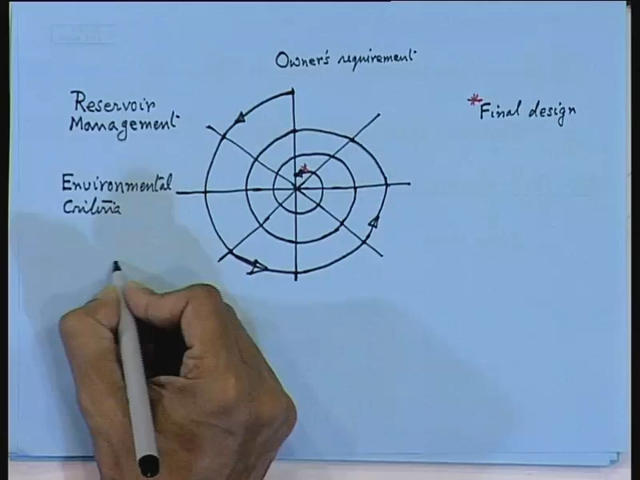 Owner's requirement
Reservoir
Management
*Final design
Environmental
Criteria